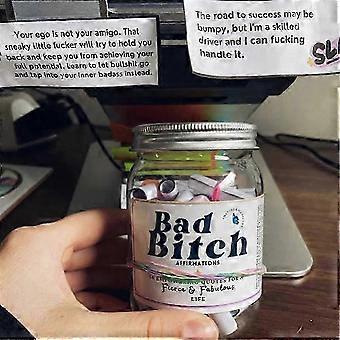 Your ego is not your amigo. That
sneaky little fucker will try to hold you
back and keep you from achieving your
full potential. Learn to let bullshit go
and tap into your inner badass instead.
The road to success may be
bumpy, but I'm a skilled
driver and I can fucking
handle it.
SL
Bad
Bitch
AFFIRMATIONS
QUOTES FOR A
Fierce & Fabulous
LIFE